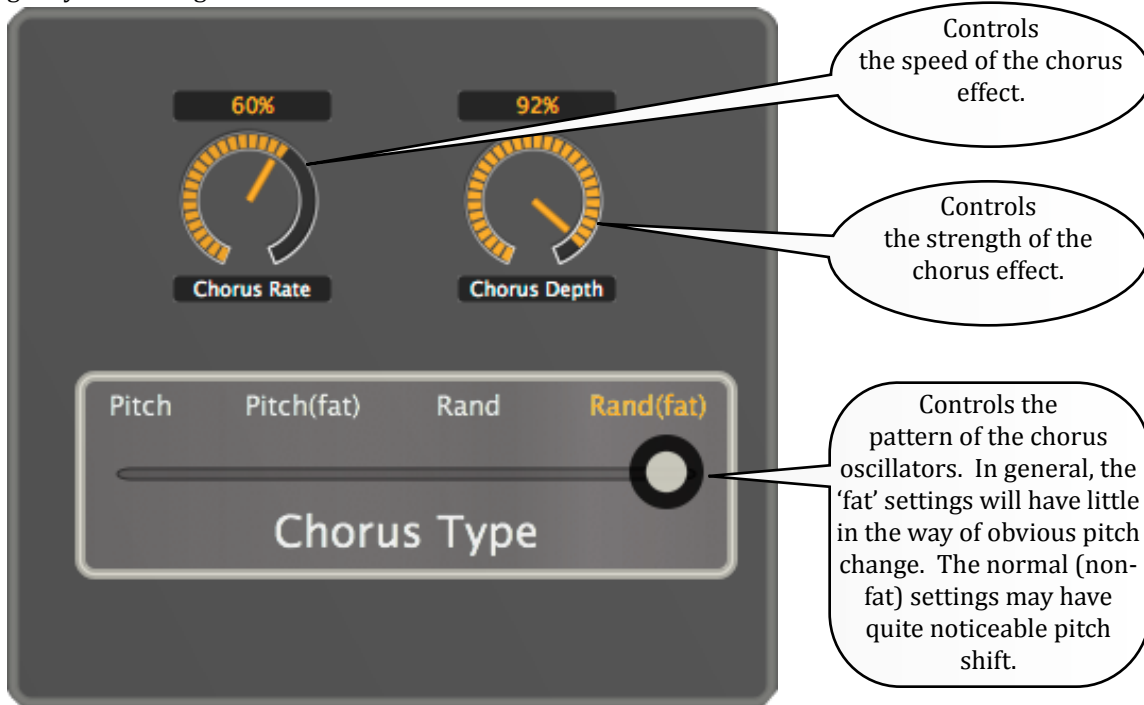 60%
92%
Chorus Rate
Chorus Depth
Pitch
Pitch(fat)
Rand
Rand(fat)
Chorus Type
Controls
the speed of the chorus
effect.
Controls
the strength of the
chorus effect.
Controls the
pattern of the chorus
oscillators.  In general, the
‘fat’ settings will have little
in the way of obvious pitch
change.  The normal (non-
fat) settings may have
quite noticeable pitch
shift.